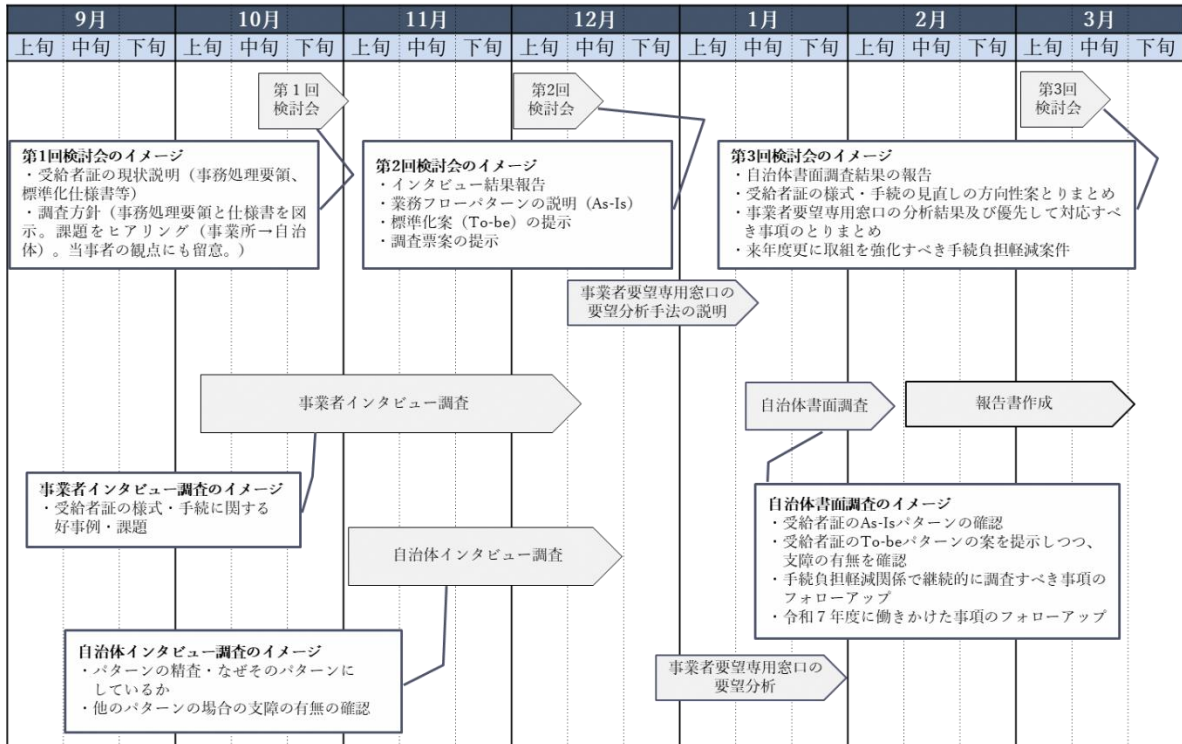 9月 10月 11月 12月 1月 2月 3月
上旬 中旬 下旬 上旬 中旬 下旬 上旬 中旬 下旬 上旬 中旬 下旬 上旬 中旬 下旬 上旬 中旬 下旬 上旬 中旬 下旬
第1回
検討会
第2回
検討会
第3回
検討会
第1回検討会のイメージ
・受給者証の現状説明（事務処理要領、
標準化仕様書等）
・調査方針（事務処理要領と仕様書を図
示。課題をヒアリング（事業所→自治
体）。当事者の観点にも留意。）
第2回検討会のイメージ
・インタビュー結果報告
・業務フローパターンの説明（As-Is）
・標準化案（To-be）の提示
・調査票案の提示
第3回検討会のイメージ
・自治体書面調査結果の報告
・受給者証の様式・手続の見直しの方向性案とりまとめ
・事業者要望専用窓口の分析結果及び優先して対応すべ
き事項のとりまとめ
・来年度更に取組を強化すべき手続負担軽減案件
事業者要望専用窓口の
要望分析手法の説明
事業者インタビュー調査
自治体書面調査
報告書作成
事業者インタビュー調査のイメージ
・受給者証の様式・手続に関する
好事例・課題
自治体インタビュー調査
自治体書面調査のイメージ
・受給者証のAs-Isパターンの確認
・受給者証のTo-beパターンの案を提示しつつ、
支障の有無を確認
・手続負担軽減関係で継続的に調査すべき事項の
フォローアップ
・令和７年度に働きかけた事項のフォローアップ
自治体インタビュー調査のイメージ
・パターンの精査・なぜそのパターンに
しているか
・他のパターンの場合の支障の有無の確認
事業者要望専用窓口の
要望分析